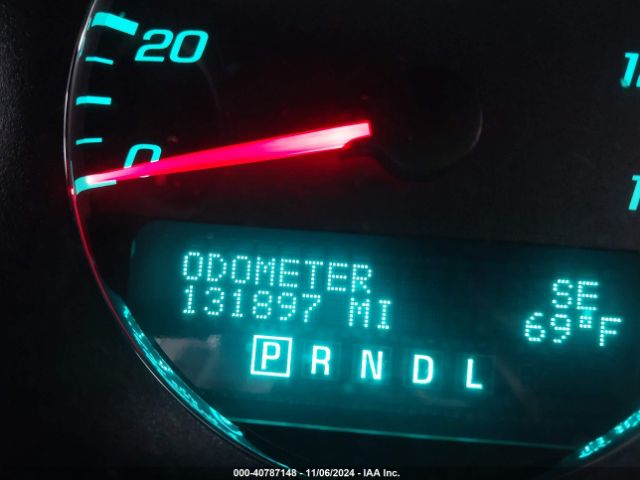 20
0
ODOMETER
131897 MI
SE
69°F
P R N D L
000-40787148 - 11/06/2024 - IAA Inc.